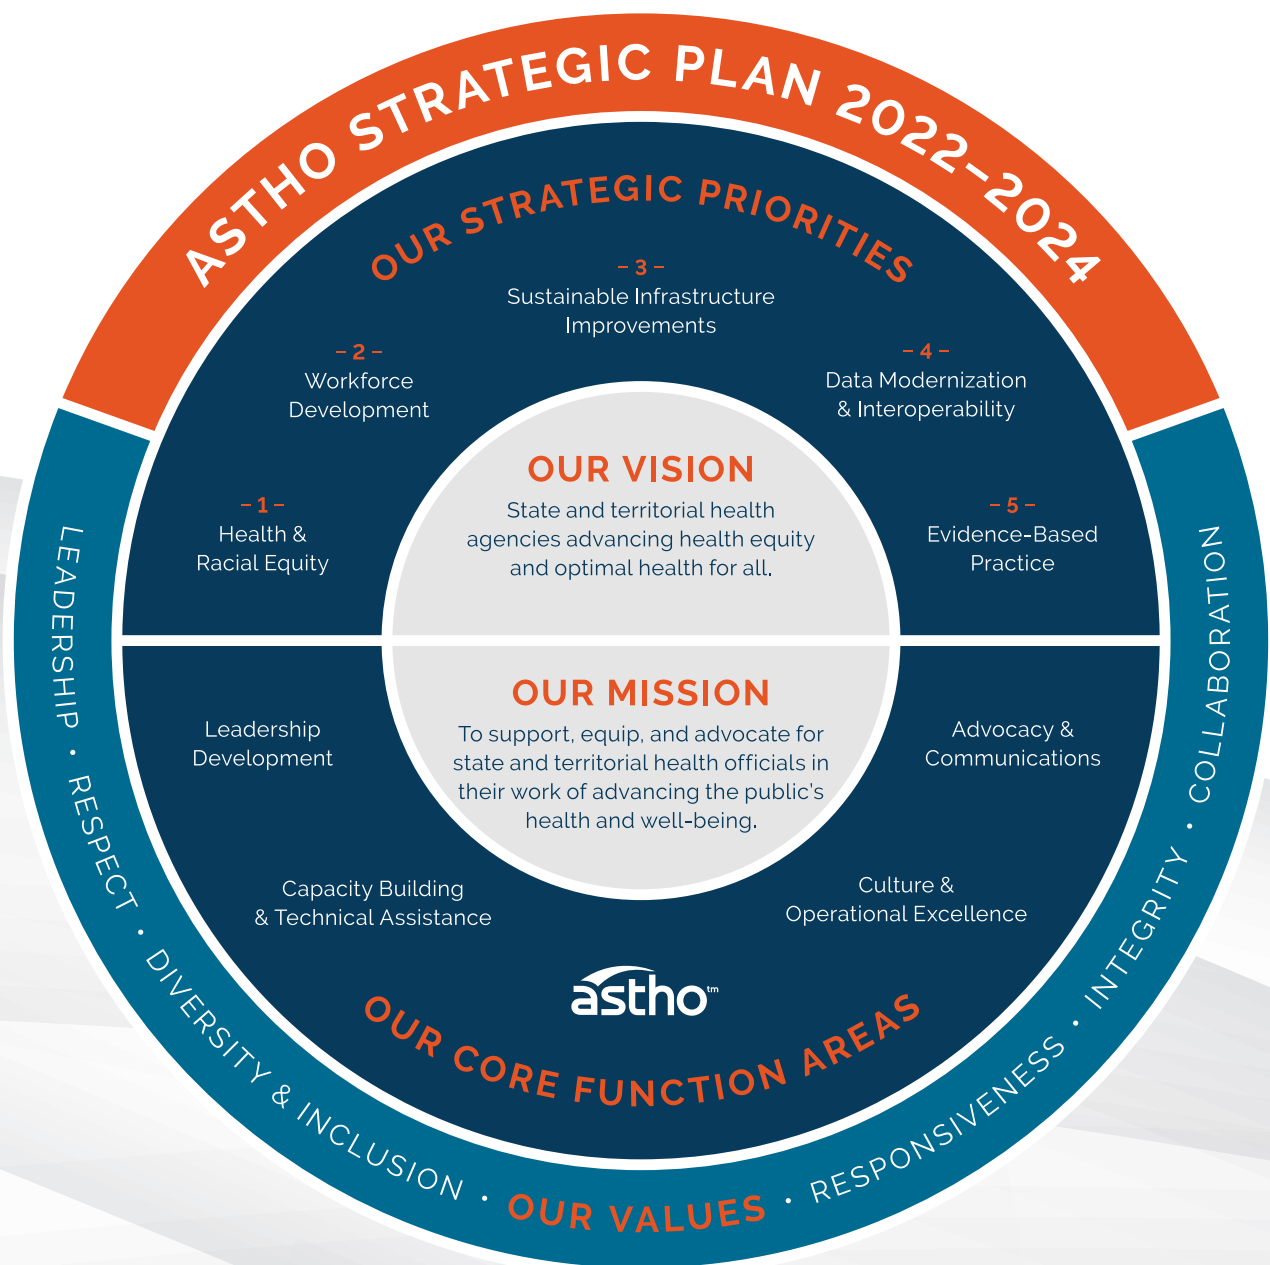 ASTHO STRATEGIC PLAN 2022–2024
OUR STRATEGIC PRIORITIES
– 1 –
Health &
Racial Equity
– 2 –
Workforce
Development
– 3 –
Sustainable Infrastructure
Improvements
– 4 –
Data Modernization
& Interoperability
– 5 –
Evidence-Based
Practice
OUR VISION
State and territorial health
agencies advancing health equity
and optimal health for all.
OUR MISSION
To support, equip, and advocate for
state and territorial health officials in
their work of advancing the public's
health and well-being.
Leadership
Development
Capacity Building
& Technical Assistance
Culture &
Operational Excellence
Advocacy &
Communications
astho™
OUR CORE FUNCTION AREAS
LEADERSHIP • RESPECT • DIVERSITY & INCLUSION • OUR VALUES • RESPONSIVENESS • INTEGRITY • COLLABORATION